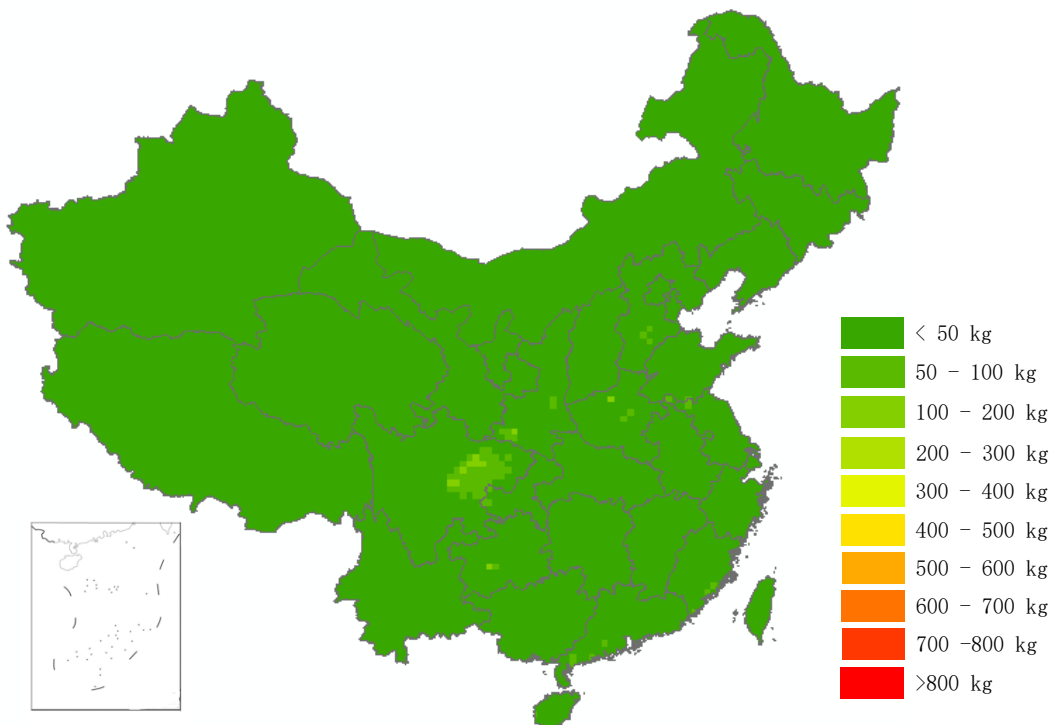 < 50 kg
50 - 100 kg
100 - 200 kg
200 - 300 kg
300 - 400 kg
400 - 500 kg
500 - 600 kg
600 - 700 kg
700 -800 kg
>800 kg